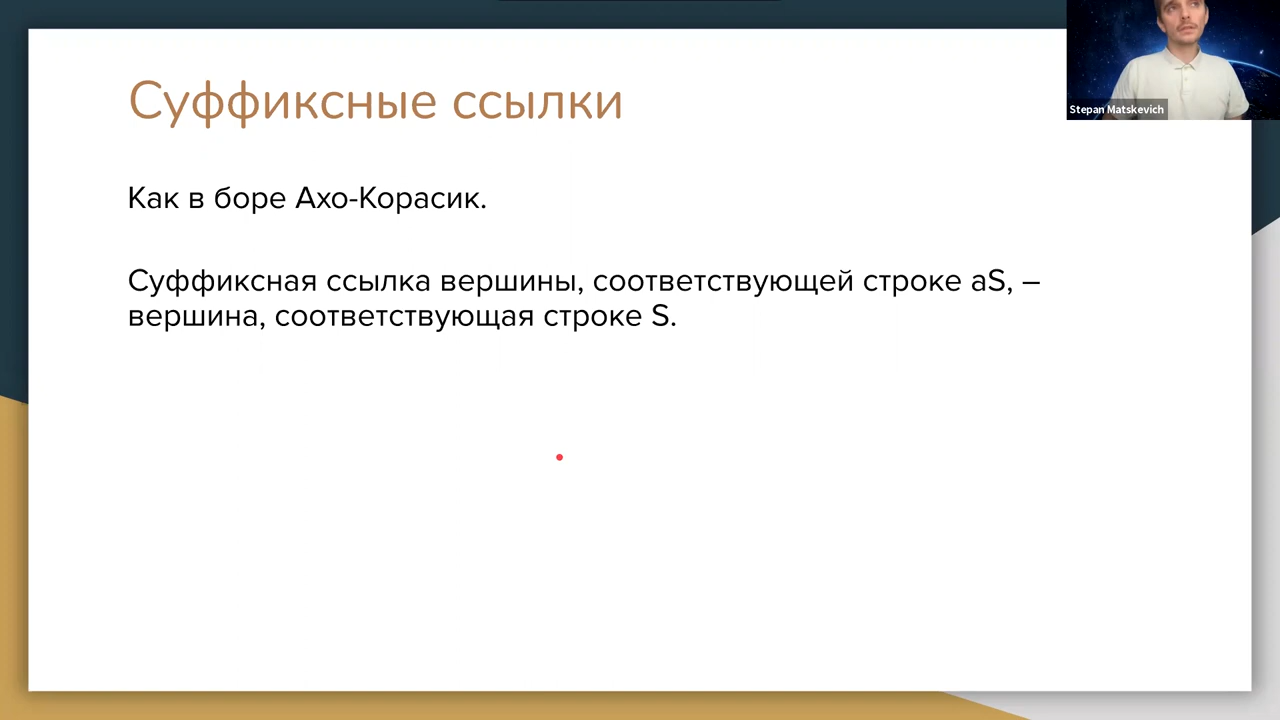 Суффиксные ссылки
Stepan Matskevich
Как в боре Ахо-Корасик.
Суффиксная ссылка вершины, соответствующей строке aS, –
вершина, соответствующая строке S.